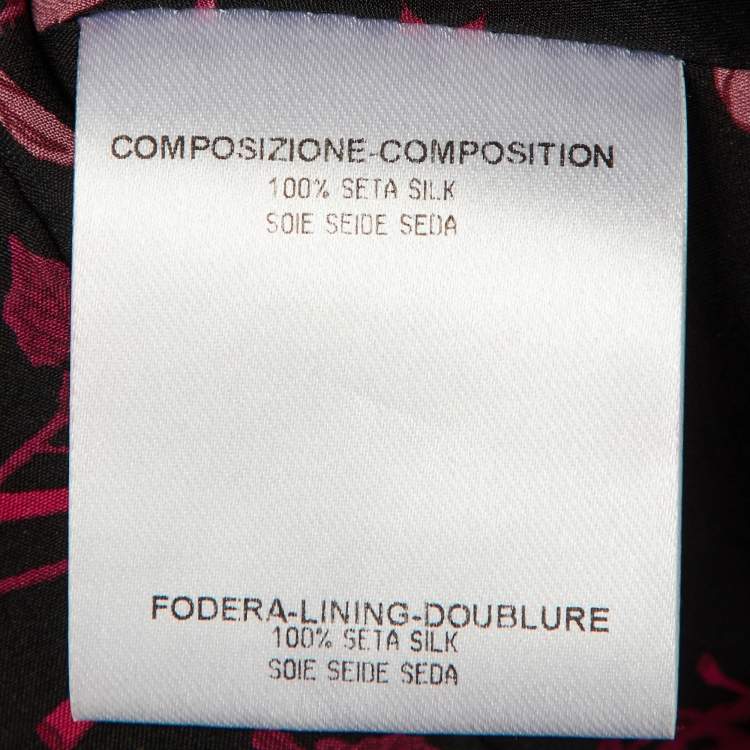 COMPOSIZIONE-COMPOSITION
100% SETA SILK
SOIE SEIDE SEDA
FODERA-LINING-DOUBLURE
100% SETA SILK
SOIE SEIDE SEDA